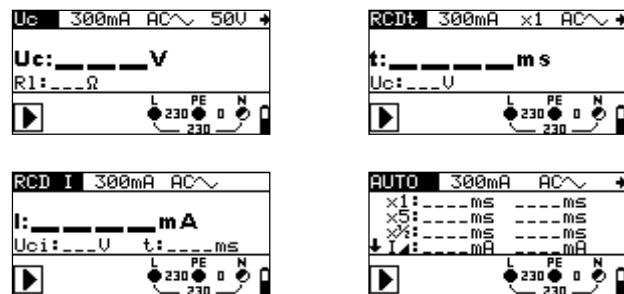 Uc 300mA AC 50V
Uc:____V
Rl:___Ω
L PE N
230 0
230
RCDt 300mA x1 AC
t:____ms
Uc:___V
L PE N
230 0
230
RCD I 300mA AC
I:____mA
Uci:___V t:____ms
L PE N
230 0
230
AUTO 300mA AC
x1:____ms ____ms
x5:____ms ____ms
x½:____ms ____ms
I◢:____mA ____mA
L PE N
230 0
230